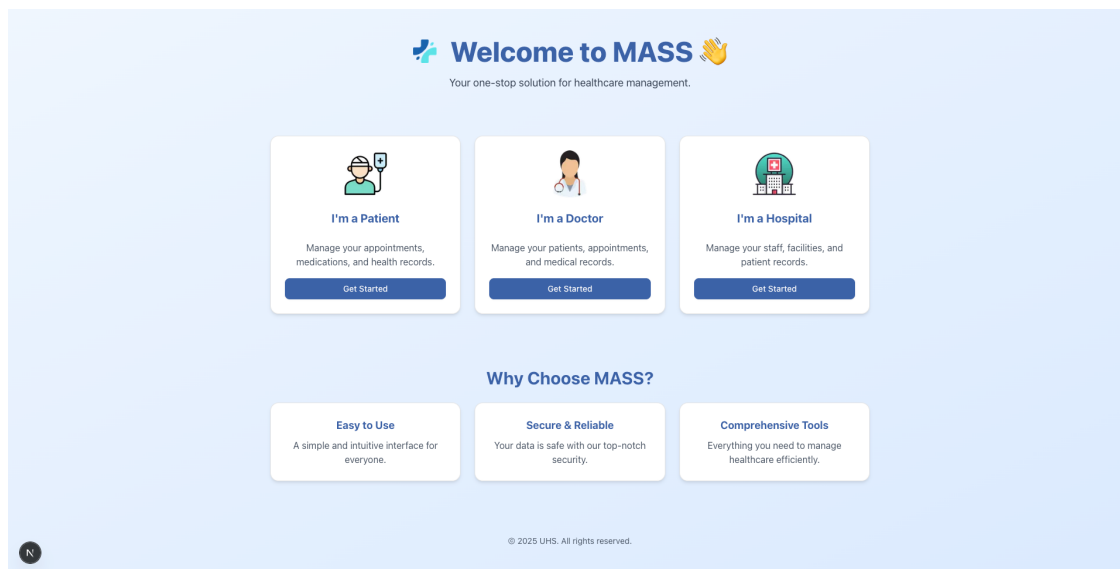 Welcome to MASS 👋
Your one-stop solution for healthcare management.
I'm a Patient
Manage your appointments,
medications, and health records.
Get Started
I'm a Doctor
Manage your patients, appointments,
and medical records.
Get Started
I'm a Hospital
Manage your staff, facilities, and
patient records.
Get Started
Why Choose MASS?
Easy to Use
A simple and intuitive interface for
everyone.
Secure & Reliable
Your data is safe with our top-notch
security.
Comprehensive Tools
Everything you need to manage
healthcare efficiently.
© 2025 UHS. All rights reserved.
N